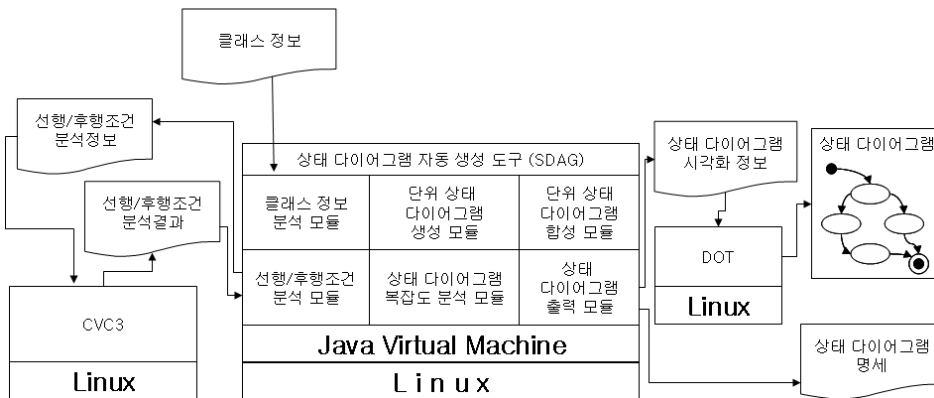 클래스 정보
선행/후행조건
분석정보
선행/후행조건
분석결과
CVC3
Linux
상태 다이어그램 자동 생성 도구 (SDAG)
클래스 정보
분석 모듈
단위 상태
다이어그램
생성 모듈
단위 상태
다이어그램
합성 모듈
선행/후행조건
분석 모듈
상태 다이어그램
복잡도 분석 모듈
상태
다이어그램
출력 모듈
Java Virtual Machine
Linux
상태 다이어그램
시각화 정보
DOT
Linux
상태 다이어그램
상태 다이어그램
명세